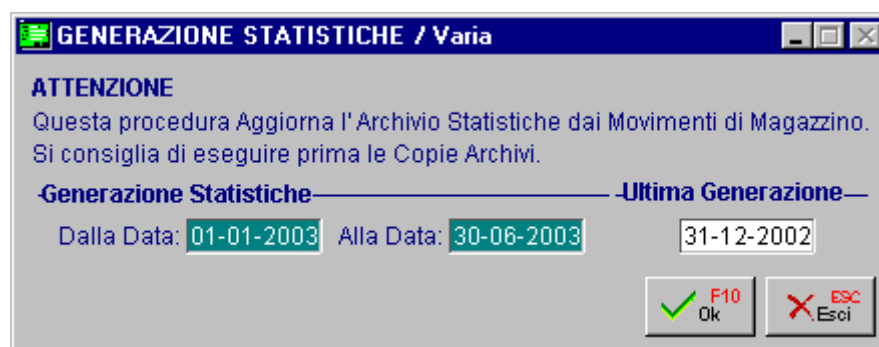 GENERAZIONE STATISTICHE / Varia
ATTENZIONE
Questa procedura Aggiorna l' Archivio Statistiche dai Movimenti di Magazzino.
Si consiglia di eseguire prima le Copie Archivi.
Generazione Statistiche Ultima Generazione
Dalla Data: 01-01-2003 Alla Data: 30-06-2003 31-12-2002
F10 ESC
Ok Esci